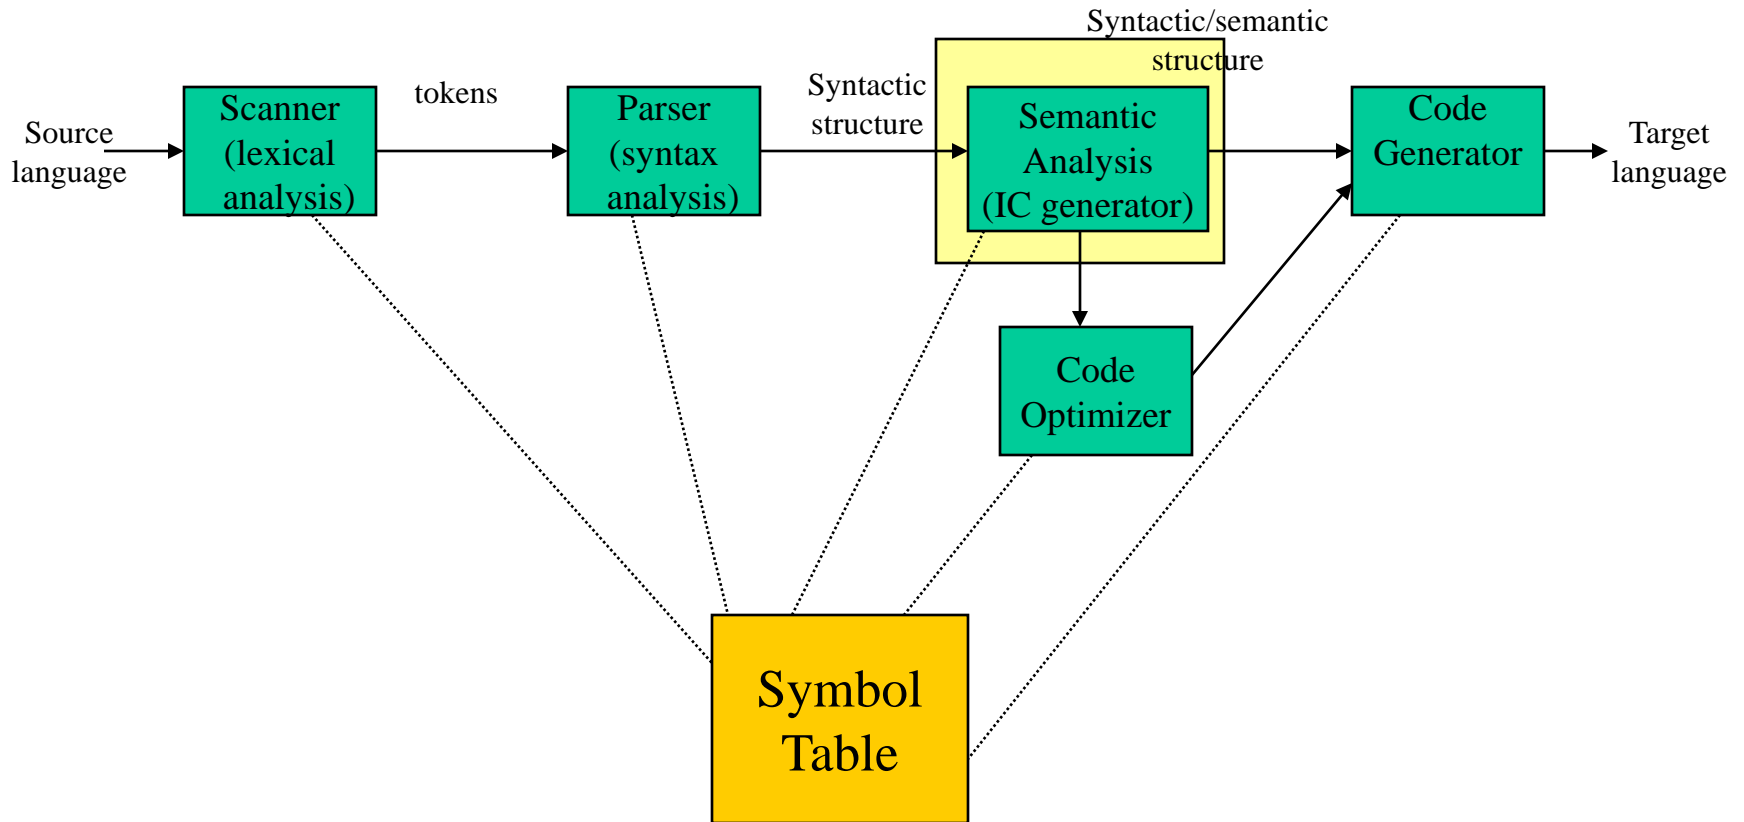 Source
language
Scanner
(lexical
analysis)
tokens
Parser
(syntax
analysis)
Syntactic
structure
Syntactic/semantic
structure
Semantic
Analysis
(IC generator)
Code
Generator
Target
language
Code
Optimizer
Symbol
Table